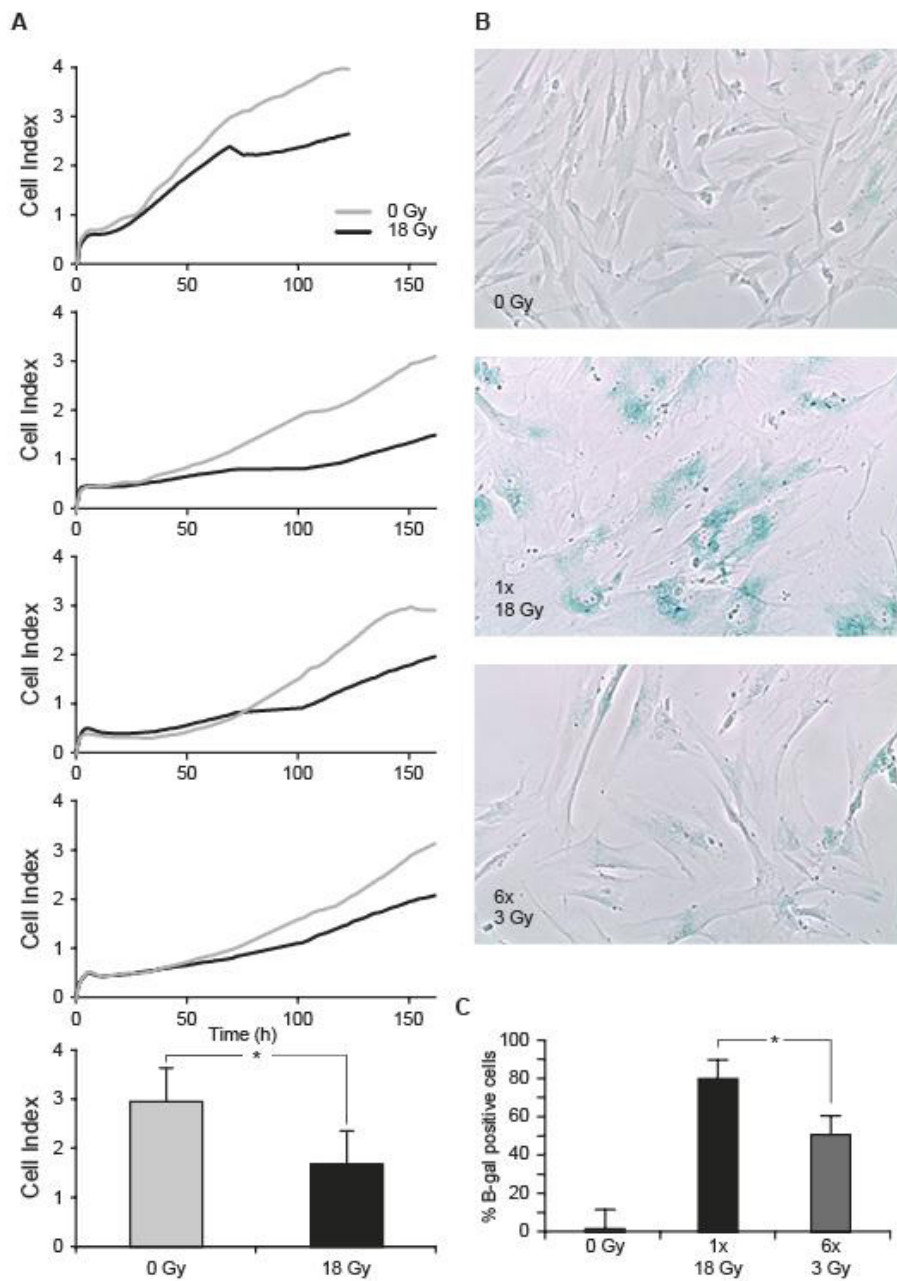 A
4
3
2
1
0
Cell Index
0 Gy
18 Gy
0 50 100 150
4
3
2
1
0
Cell Index
0 50 100 150
4
3
2
1
0
Cell Index
0 50 100 150
4
3
2
1
0
Cell Index
0 50 100 150
Time (h)
4
3
2
1
0
Cell Index
*
0 Gy 18 Gy
B
0 Gy
1x
18 Gy
6x
3 Gy
C
100
80
60
40
20
0
% B-gal positive cells
*
0 Gy 1x 6x
18 Gy 3 Gy